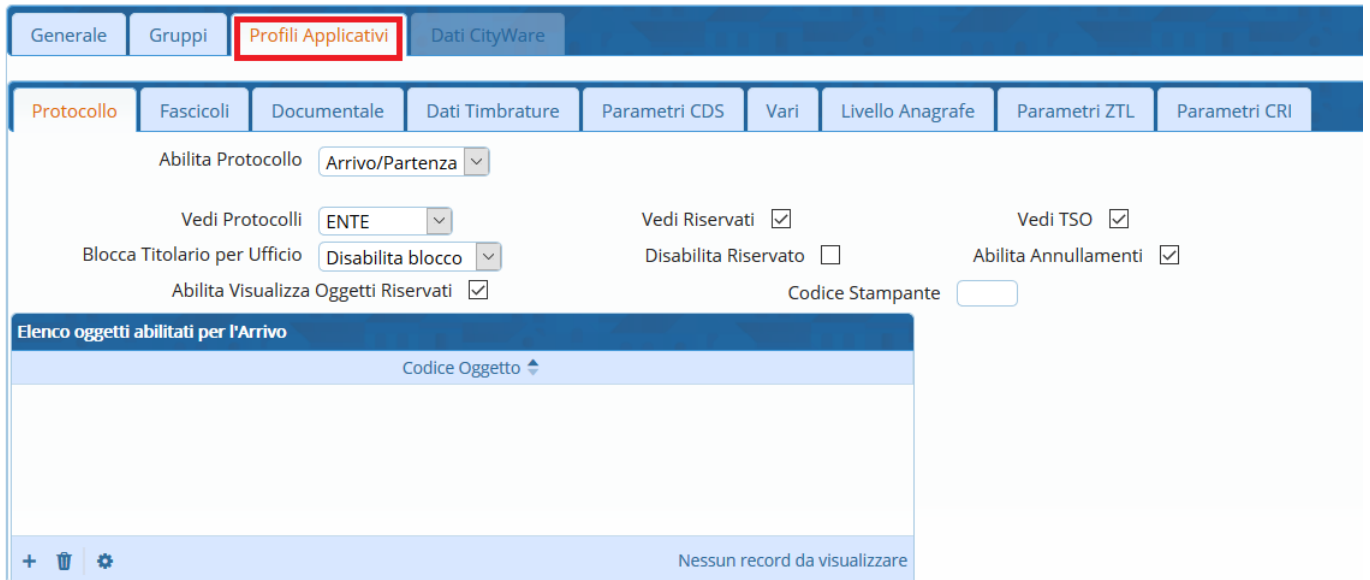 Generale Gruppi Profili Applicativi Dati CityWare
Protocollo Fascicoli Documentale Dati Timbrature Parametri CDS Vari Livello Anagrafe Parametri ZTL Parametri CRI
Abilita Protocollo Arrivo/Partenza
Vedi Protocolli ENTE Vedi Riservati Vedi TSO
Blocca Titolario per Ufficio Disabilita blocco Disabilita Riservato Abilita Annullamenti
Abilita Visualizza Oggetti Riservati Codice Stampante
Elenco oggetti abilitati per l'Arrivo
Codice Oggetto
Nessun record da visualizzare